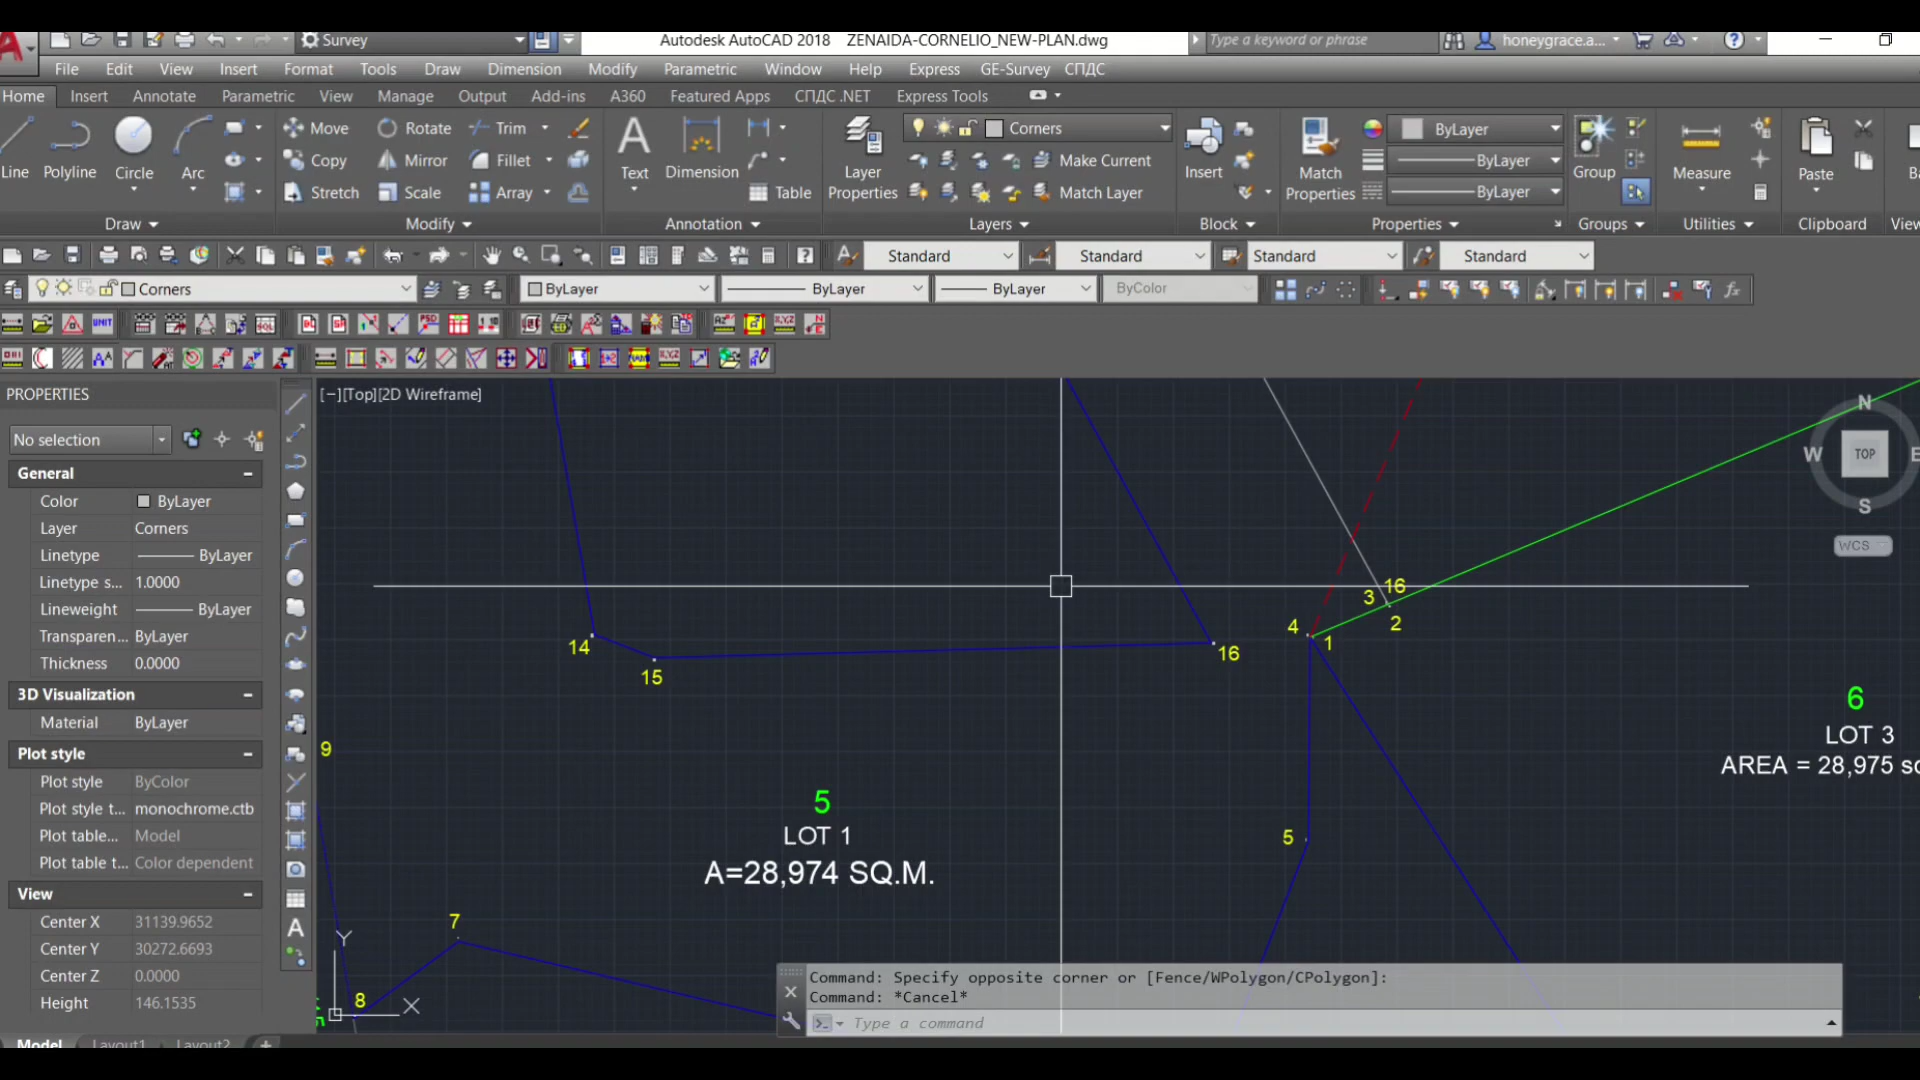 Survey
Autodesk AutoCAD 2018 ZENAIDA-CORNELIO_NEW-PLAN.dwg
Type a keyword or phrase
honeygrace.a...
File Edit View Insert Format Tools Draw Dimension Modify Parametric Window Help Express GE-Survey СПДС
Home Insert Annotate Parametric View Manage Output Add-ins A360 Featured Apps СПДС .NET Express Tools
Line Polyline Circle Arc
Move Rotate Trim
Copy Mirror Fillet
Stretch Scale Array
Text Dimension Table
Layer Properties
Corners
Make Current
Match Layer
Insert
Match Properties
ByLayer
ByLayer
ByLayer
Group Measure Paste
Draw Modify Annotation Layers Block Properties Groups Utilities Clipboard
Standard Standard Standard Standard
Corners ByLayer ByLayer ByLayer ByColor
UNIT
PROPERTIES
No selection
General
Color ByLayer
Layer Corners
Linetype ByLayer
Linetype s... 1.0000
Lineweight ByLayer
Transparen... ByLayer
Thickness 0.0000
3D Visualization
Material ByLayer
Plot style
Plot style ByColor
Plot style t... monochrome.ctb
Plot table... Model
Plot table t... Color dependent
View
Center X 31139.9652
Center Y 30272.6693
Center Z 0.0000
Height 146.1535
[−][Top][2D Wireframe]
N
W TOP E
S
WCS
16
3
2
4
1
14
15
16
9
6
LOT 3
AREA = 28,975 sq
5
LOT 1
A=28,974 SQ.M.
5
7
8
Y
X
Command: Specify opposite corner or [Fence/WPolygon/CPolygon]:
Command: *Cancel*
Type a command
Model Layout1 Layout2 +